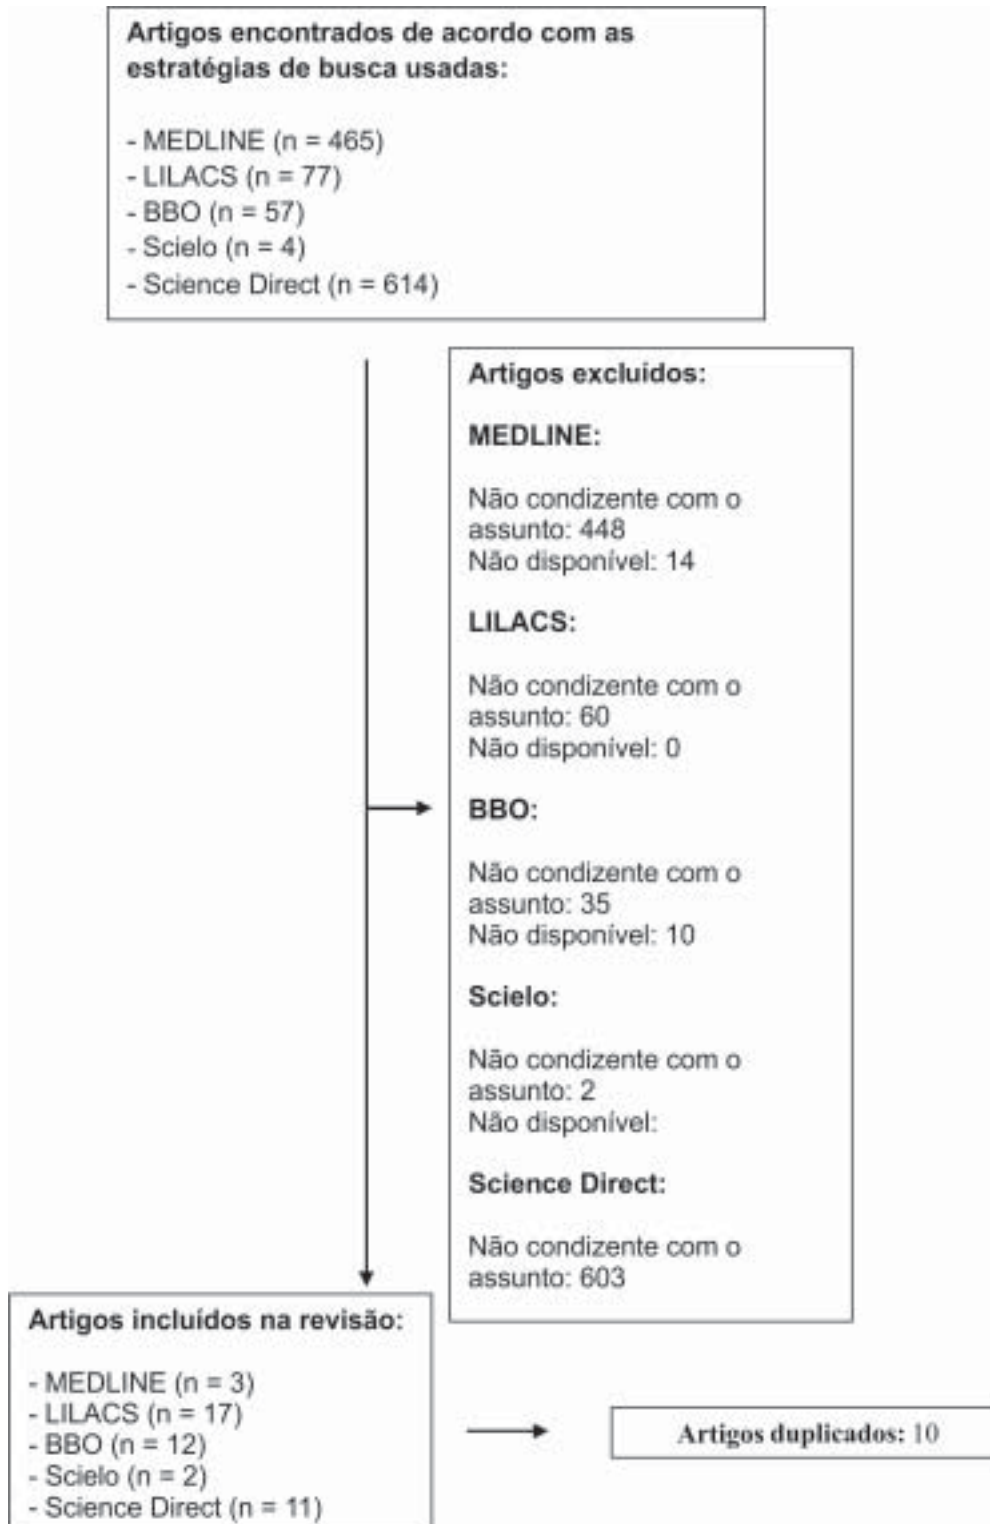 Artigos encontrados de acordo com as
estratégias de busca usadas:
- MEDLINE (n = 465)
- LILACS (n = 77)
- BBO (n = 57)
- Scielo (n = 4)
- Science Direct (n = 614)
Artigos excluídos:
MEDLINE:
Não condizente com o
assunto: 448
Não disponível: 14
LILACS:
Não condizente com o
assunto: 60
Não disponível: 0
BBO:
Não condizente com o
assunto: 35
Não disponível: 10
Scielo:
Não condizente com o
assunto: 2
Não disponível:
Science Direct:
Não condizente com o
assunto: 603
Artigos incluídos na revisão:
- MEDLINE (n = 3)
- LILACS (n = 17)
- BBO (n = 12)
- Scielo (n = 2)
- Science Direct (n = 11)
Artigos duplicados: 10